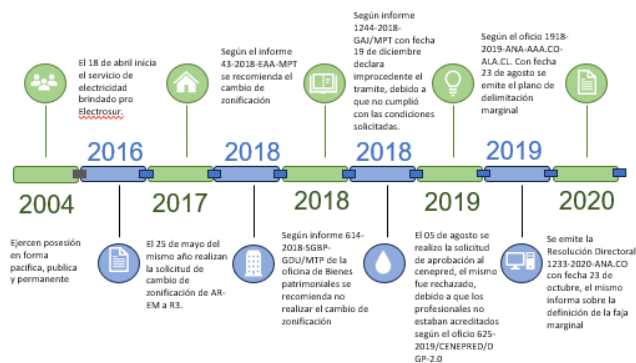 El 18 de abril inicia
el servicio de
electricidad
brindado pro
Electrosur.
Según el informe
43-2018-EAA-MPT
se recomienda el
cambio de
zonificación
Según informe
1244-2018-
GAJ/MPT con fecha
19 de diciembre
declara
improcedente el
tramite, debido a
que no cumplió
con las condiciones
solicitadas.
Según el oficio 1918-
2019-ANA-AAA.CO-
ALA.CL. Con fecha
23 de agosto se
emite el plano de
delimitación
marginal
2016
2018
2018
2019
2004
2017
2018
2019
2020
Ejercen posesión
en forma
pacifica, publica
y permanente
El 25 de mayo del
mismo año realizan
la solicitud de
cambio de
zonificación de AR-
EM a R3.
Según informe 614-
2018-SGBP-
GDU/MTP de la
oficina de Bienes
patrimoniales se
recomienda no
realizar el cambio de
zonificación
El 05 de agosto se
realizo la solicitud
de aprobación al
cenepred, el mismo
fue rechazado,
debido a que los
profesionales no
estaban acreditados
según el oficio 625-
2019/CENEPRED/D
GP-2.0
Se emite la
Resolución Directoral
1233-2020-ANA.CO
con fecha 23 de
octubre, el mismo
informa sobre la
definición de la faja
marginal